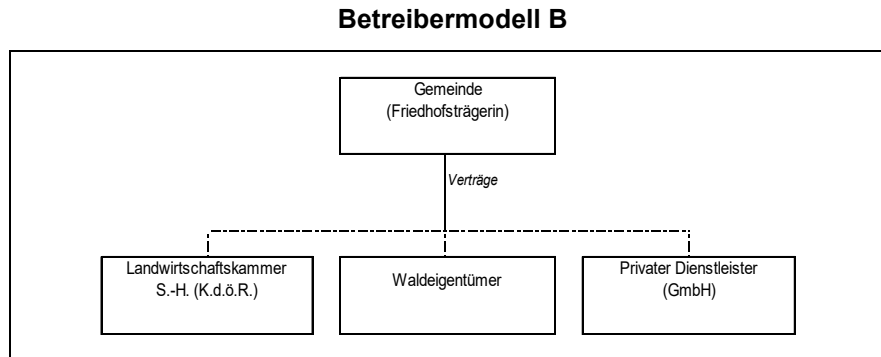 Betreibermodell B
Gemeinde
(Friedhofsträgerin)
Verträge
Landwirtschaftskammer
S.-H. (K.d.ö.R.)
Waldeigentümer
Privater Dienstleister
(GmbH)